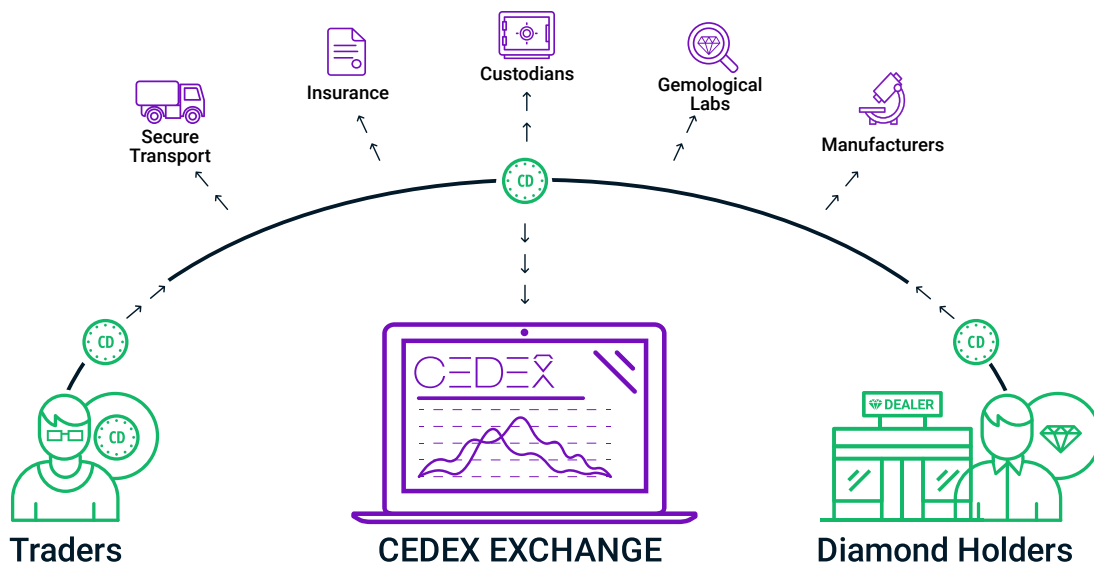 Custodians
Insurance
Gemological
Labs
Secure
Transport
Manufacturers
CD
CD
CD
CEDEX
DEALER
CD
Traders
CEDEX EXCHANGE
Diamond Holders